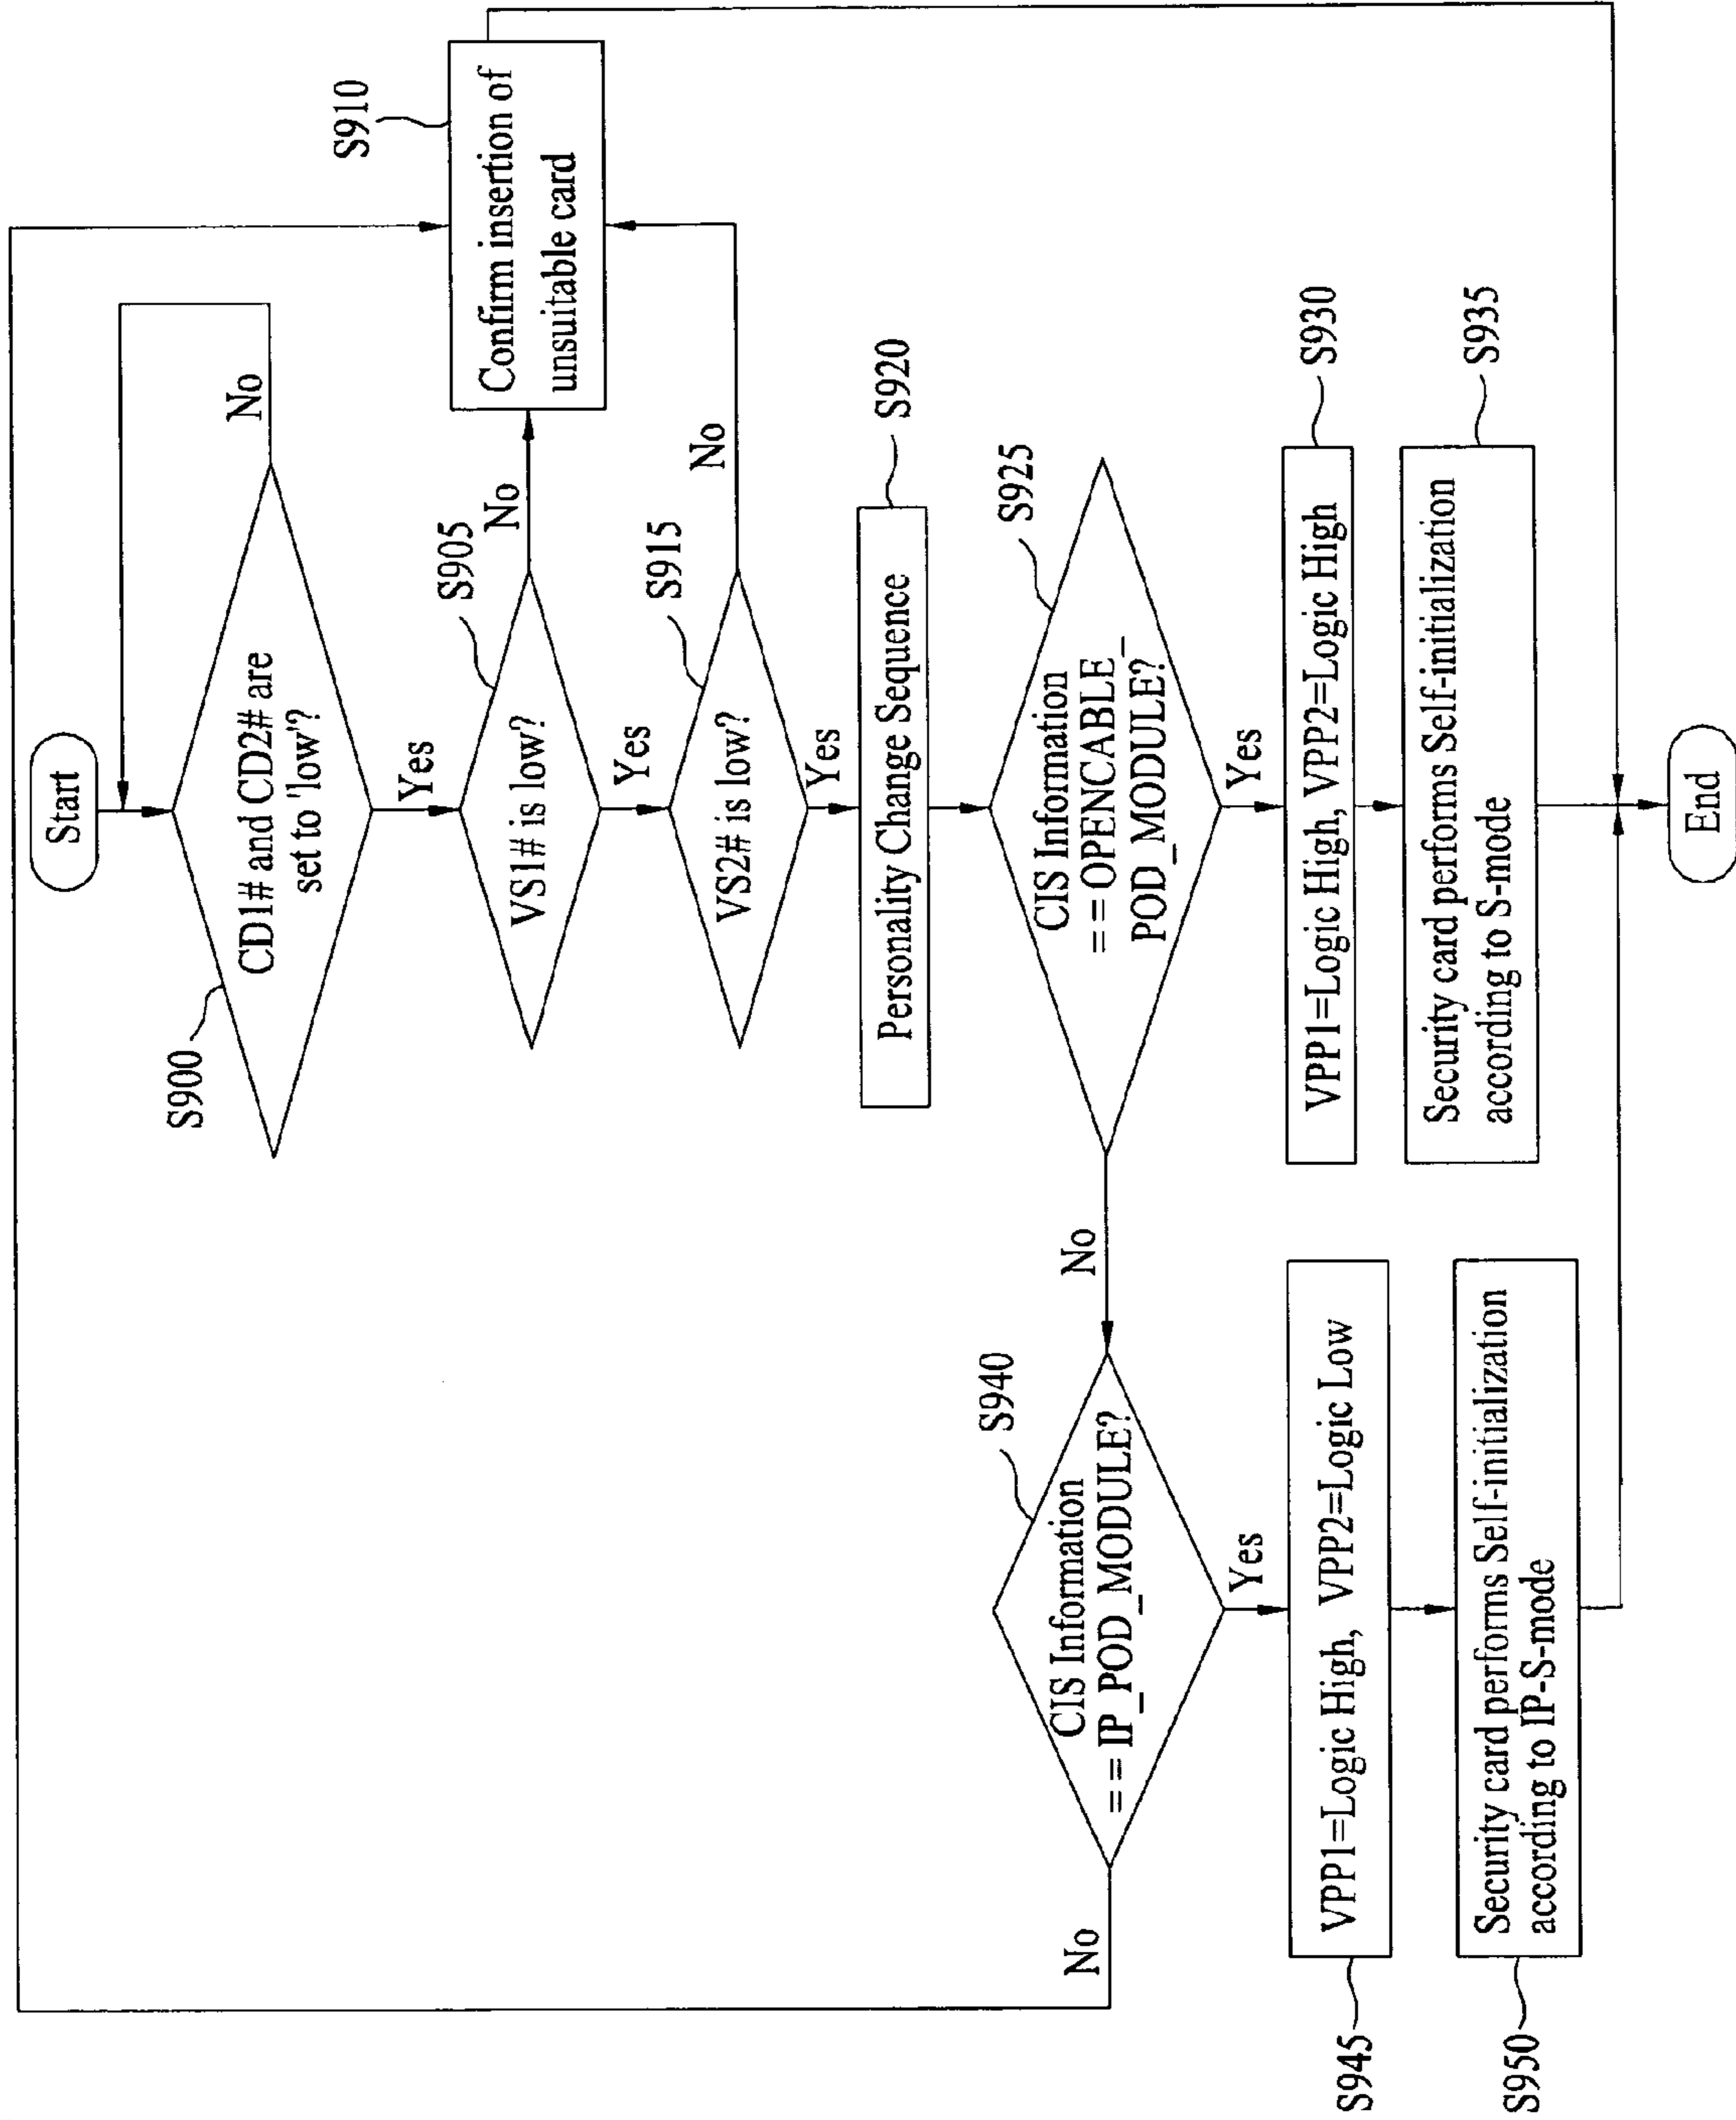 Start
S900
CD1# and CD2# are
set to 'low'?
No
Yes
S905
VS1# is low?
No
S910
Confirm insertion of
unsuitable card
Yes
S915
VS2# is low?
No
Yes
Personality Change Sequence
S920
S925
CIS Information
== OPENCABLE_
POD_MODULE?
No
Yes
S940
CIS Information
== IP_POD_MODULE?
No
Yes
VPP1=Logic High, VPP2=Logic High
S930
Security card performs Self-initialization
according to S-mode
S935
S945
VPP1=Logic High, VPP2=Logic Low
S950
Security card performs Self-initialization
according to IP-S-mode
End